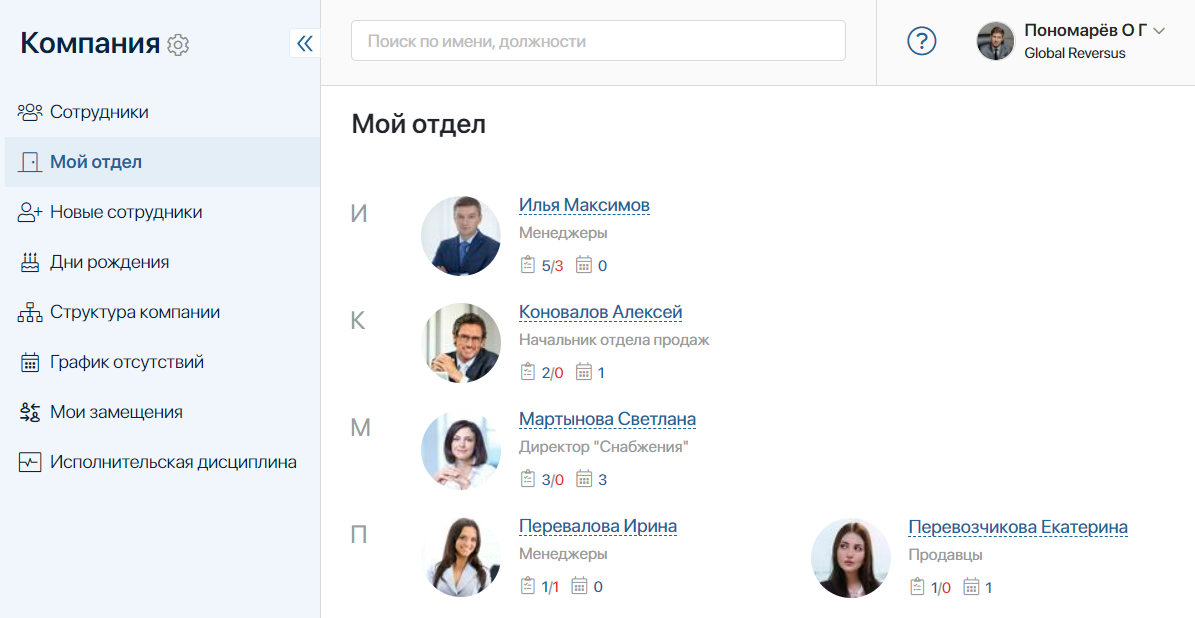 Компания
Поиск по имени, должности
?
Пономарёв О Г
Global Reversus
Сотрудники
Мой отдел
Новые сотрудники
Дни рождения
Структура компании
График отсутствий
Мои замещения
Исполнительская дисциплина
Мой отдел
И
Илья Максимов
Менеджеры
5/3 0
К
Коновалов Алексей
Начальник отдела продаж
2/0 1
М
Мартынова Светлана
Директор "Снабжения"
3/0 3
П
Перевалова Ирина
Менеджеры
1/1 0
Перевозчикова Екатерина
Продавцы
1/0 1